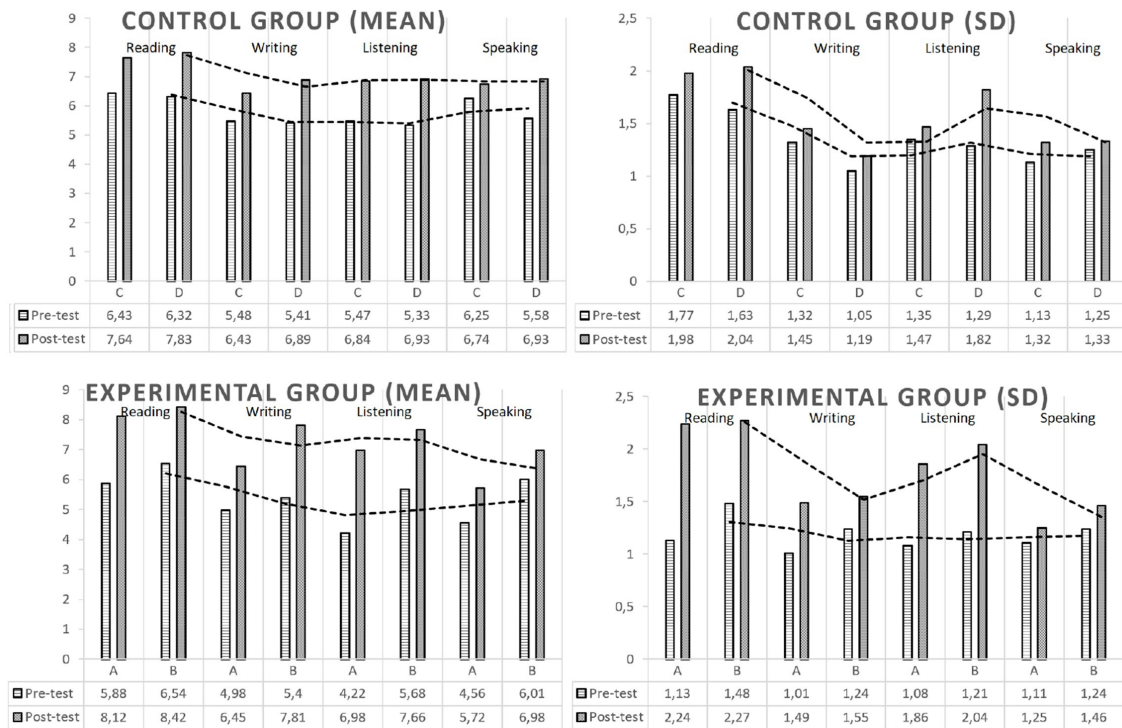 CONTROL GROUP (MEAN)
Reading Writing Listening Speaking
9
8
7
6
5
4
3
2
1
0
C D C D C D C D
Pre-test 6,43 6,32 5,48 5,41 5,47 5,33 6,25 5,58
Post-test 7,64 7,83 6,43 6,89 6,84 6,93 6,74 6,93
CONTROL GROUP (SD)
Reading Writing Listening Speaking
2,5
2
1,5
1
0,5
0
C D C D C D C D
Pre-test 1,77 1,63 1,32 1,05 1,35 1,29 1,13 1,25
Post-test 1,98 2,04 1,45 1,19 1,47 1,82 1,32 1,33
EXPERIMENTAL GROUP (MEAN)
Reading Writing Listening Speaking
9
8
7
6
5
4
3
2
1
0
A B A B A B A B
Pre-test 5,88 6,54 4,98 5,4 4,22 5,68 4,56 6,01
Post-test 8,12 8,42 6,45 7,81 6,98 7,66 5,72 6,98
EXPERIMENTAL GROUP (SD)
Reading Writing Listening Speaking
2,5
2
1,5
1
0,5
0
A B A B A B A B
Pre-test 1,13 1,48 1,01 1,24 1,08 1,21 1,11 1,24
Post-test 2,24 2,27 1,49 1,55 1,86 2,04 1,25 1,46